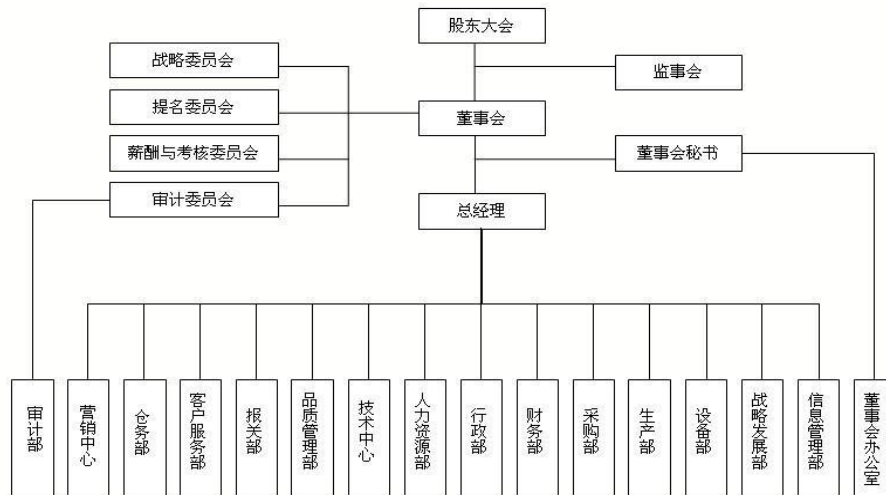 股东大会
战略委员会
监事会
提名委员会
董事会
薪酬与考核委员会
董事会秘书
审计委员会
总经理
审计部
营销中心
仓务部
客户服务部
报关部
品质管理部
技术中心
人力资源部
行政部
财务部
采购部
生产部
设备部
战略发展部
信息管理部
董事会办公室